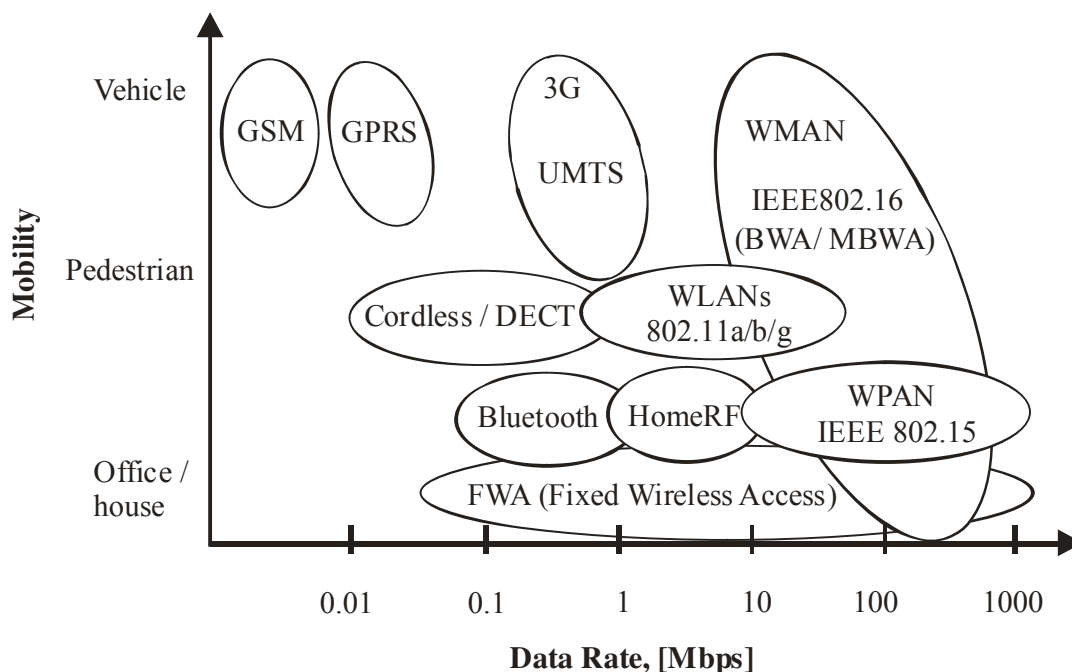 Mobility
Vehicle
Pedestrian
Office /
house
GSM
GPRS
3G
UMTS
WMAN
IEEE802.16
(BWA/ MBWA)
Cordless / DECT
WLANs
802.11a/b/g
Bluetooth
HomeRF
WPAN
IEEE 802.15
FWA (Fixed Wireless Access)
0.01
0.1
1
10
100
1000
Data Rate, [Mbps]